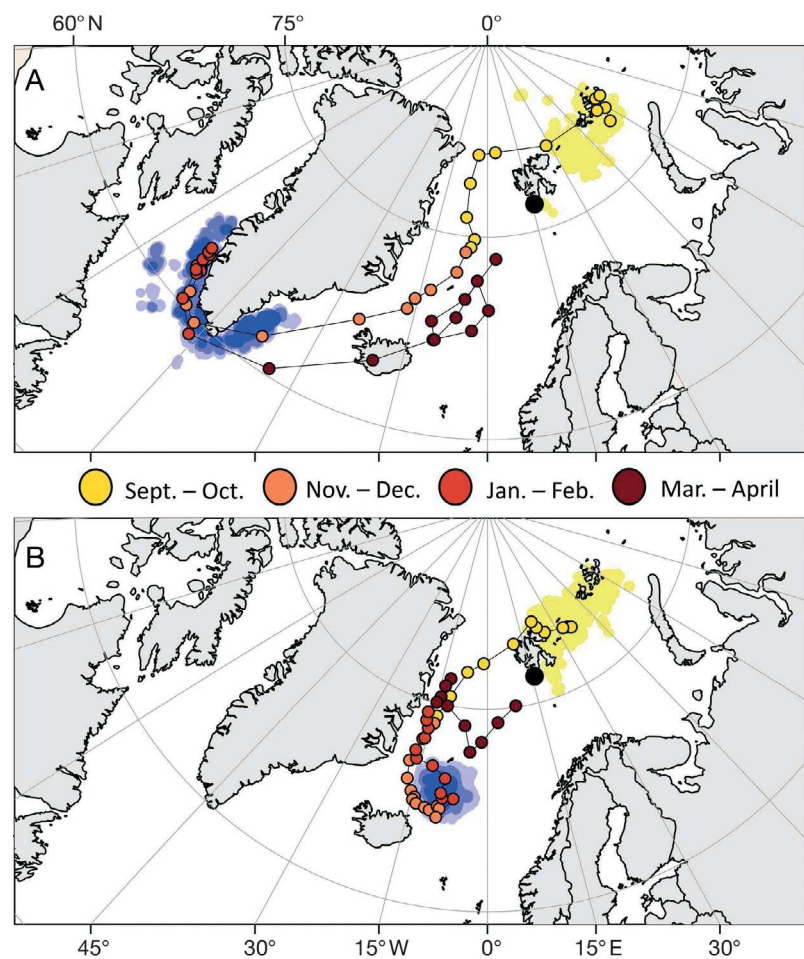 60°N 75° 0°
A
Sept. – Oct. Nov. – Dec. Jan. – Feb. Mar. – April
B
45° 30° 15°W 0° 15°E 30°